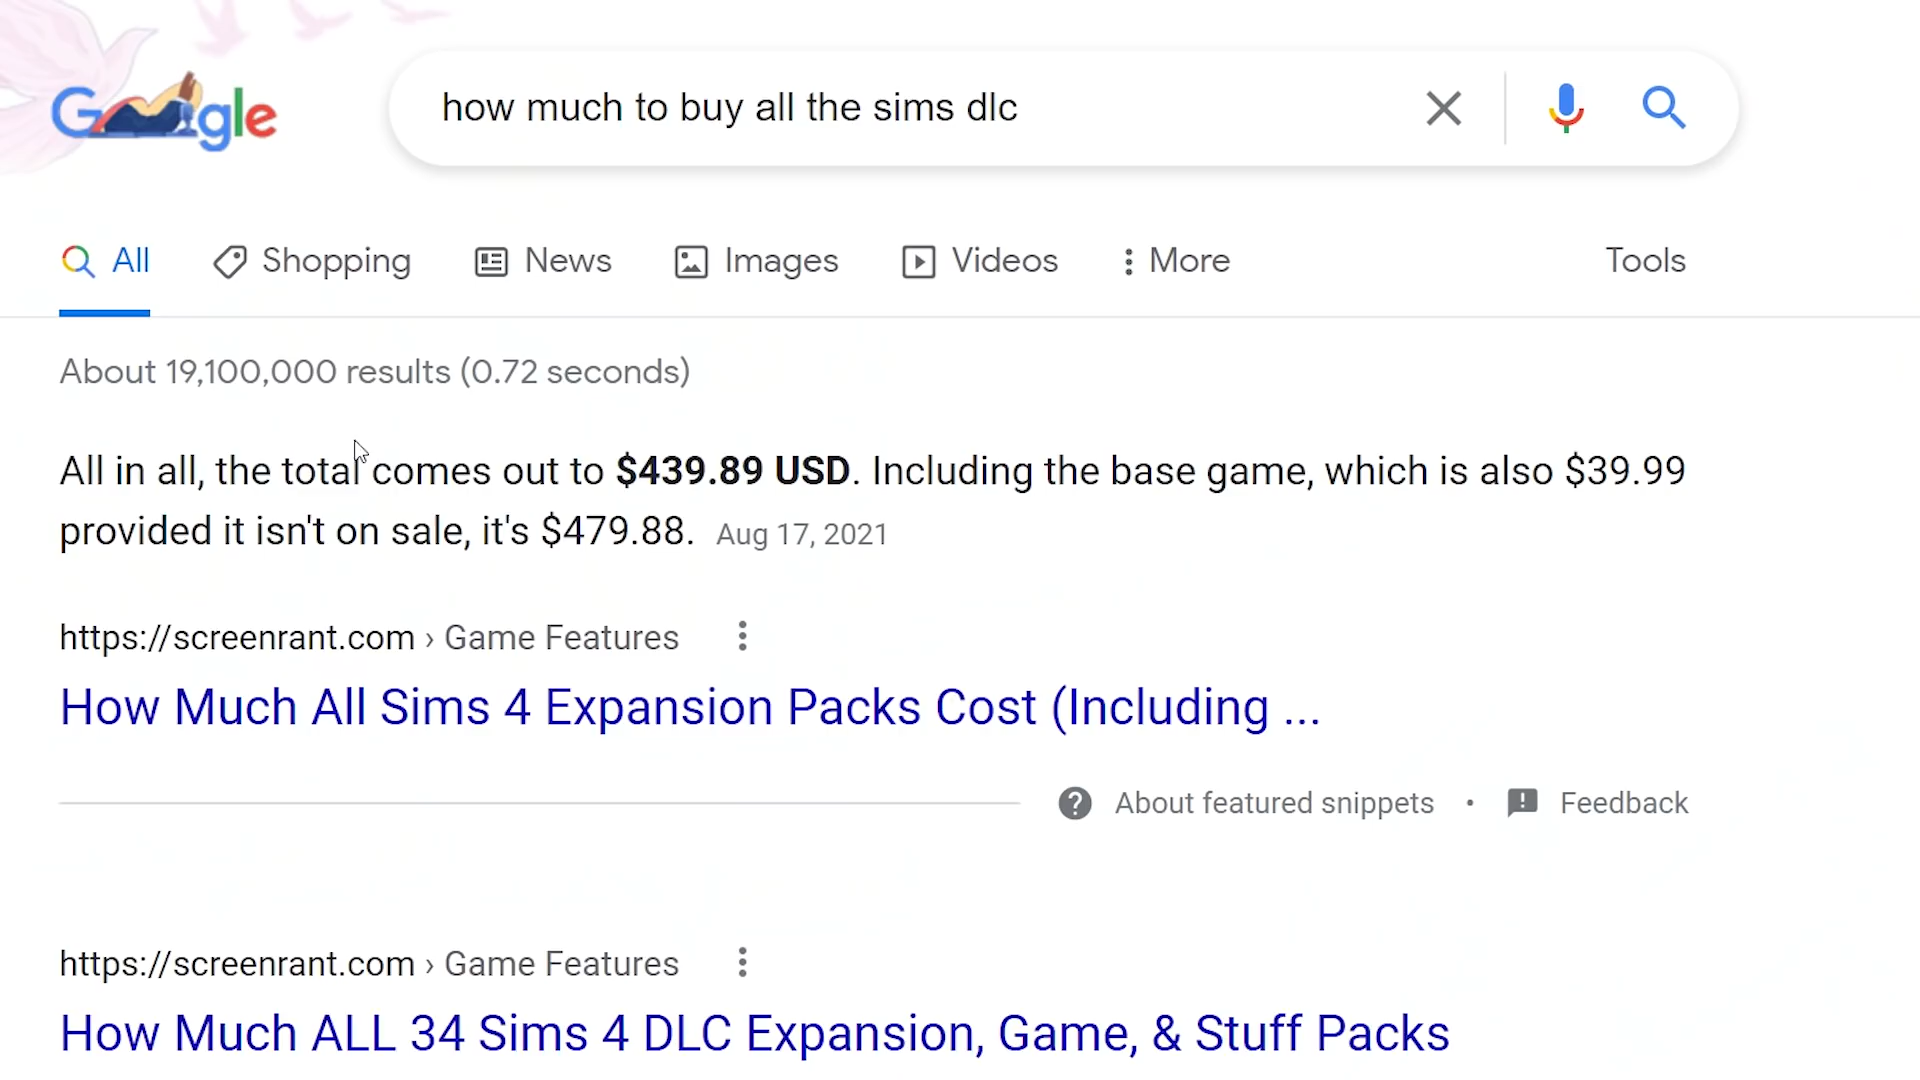 Google
how much to buy all the sims dlc
All Shopping News Images Videos More Tools
About 19,100,000 results (0.72 seconds)
All in all, the total comes out to $439.89 USD. Including the base game, which is also $39.99
provided it isn't on sale, it's $479.88. Aug 17, 2021
https://screenrant.com › Game Features
How Much All Sims 4 Expansion Packs Cost (Including ...
About featured snippets • Feedback
https://screenrant.com › Game Features
How Much ALL 34 Sims 4 DLC Expansion, Game, & Stuff Packs